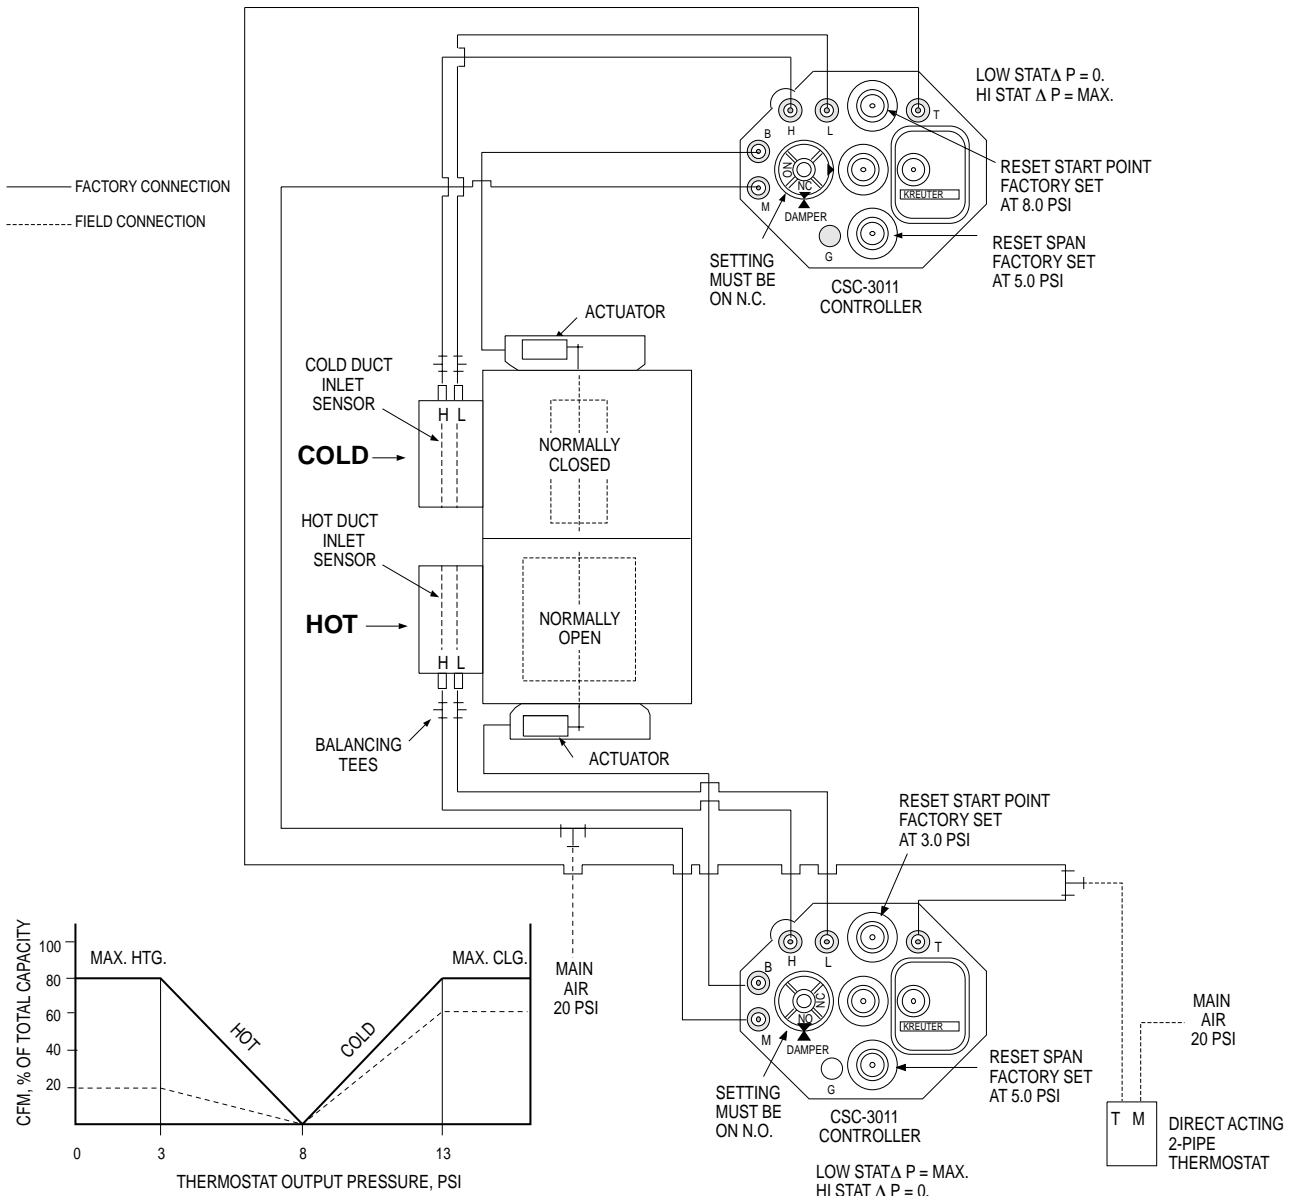 LOW STAT Δ P = 0.
HI STAT Δ P = MAX.
B
H
L
T
NO
NC
M
DAMPER
G
KREUTER
RESET START POINT
FACTORY SET
AT 8.0 PSI
RESET SPAN
FACTORY SET
AT 5.0 PSI
SETTING
MUST BE
ON N.C.
CSC-3011
CONTROLLER
FACTORY CONNECTION
FIELD CONNECTION
ACTUATOR
COLD DUCT
INLET
SENSOR
H L
COLD
NORMALLY
CLOSED
HOT DUCT
INLET
SENSOR
HOT
NORMALLY
OPEN
H L
BALANCING
TEES
ACTUATOR
RESET START POINT
FACTORY SET
AT 3.0 PSI
MAIN
AIR
20 PSI
B
H
L
T
NC
NO
M
DAMPER
G
KREUTER
RESET SPAN
FACTORY SET
AT 5.0 PSI
SETTING
MUST BE
ON N.O.
CSC-3011
CONTROLLER
LOW STAT Δ P = MAX.
HI STAT Δ P = 0.
MAIN
AIR
20 PSI
T M
DIRECT ACTING
2-PIPE
THERMOSTAT
CFM, % OF TOTAL CAPACITY
100
80
60
40
20
MAX. HTG.
MAX. CLG.
HOT
COLD
0
3
8
13
THERMOSTAT OUTPUT PRESSURE, PSI